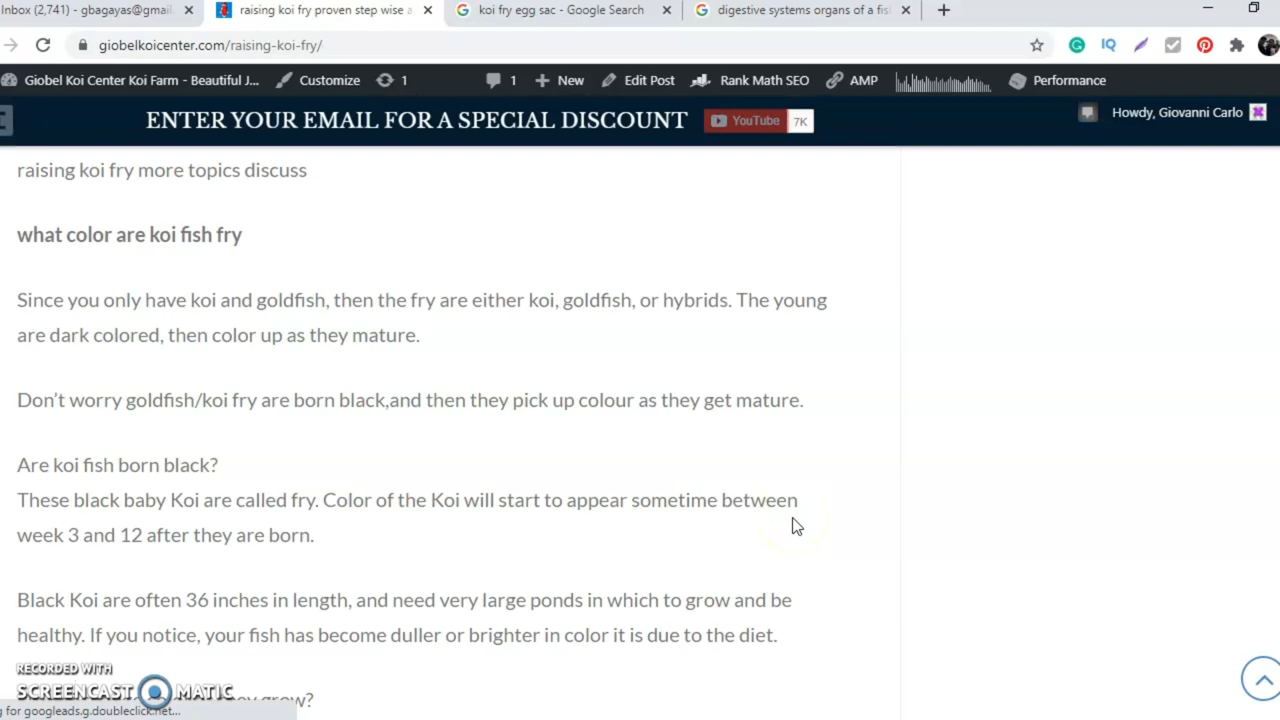 Inbox (2,741) - gbagayas@gmail.
raising koi fry proven step wise a
koi fry egg sac - Google Search
digestive systems organs of a fis
giobelkoicenter.com/raising-koi-fry/
Giobel Koi Center Koi Farm - Beautiful J... Customize 1 1 New Edit Post Rank Math SEO AMP Performance
ENTER YOUR EMAIL FOR A SPECIAL DISCOUNT YouTube 7K Howdy, Giovanni Carlo
raising koi fry more topics discuss
what color are koi fish fry
Since you only have koi and goldfish, then the fry are either koi, goldfish, or hybrids. The young
are dark colored, then color up as they mature.
Don't worry goldfish/koi fry are born black,and then they pick up colour as they get mature.
Are koi fish born black?
These black baby Koi are called fry. Color of the Koi will start to appear sometime between
week 3 and 12 after they are born.
Black Koi are often 36 inches in length, and need very large ponds in which to grow and be
healthy. If you notice, your fish has become duller or brighter in color it is due to the diet.
RECORDED WITH
SCREENCAST MATIC
grow?
g for googleads.g.doubleclick.net...